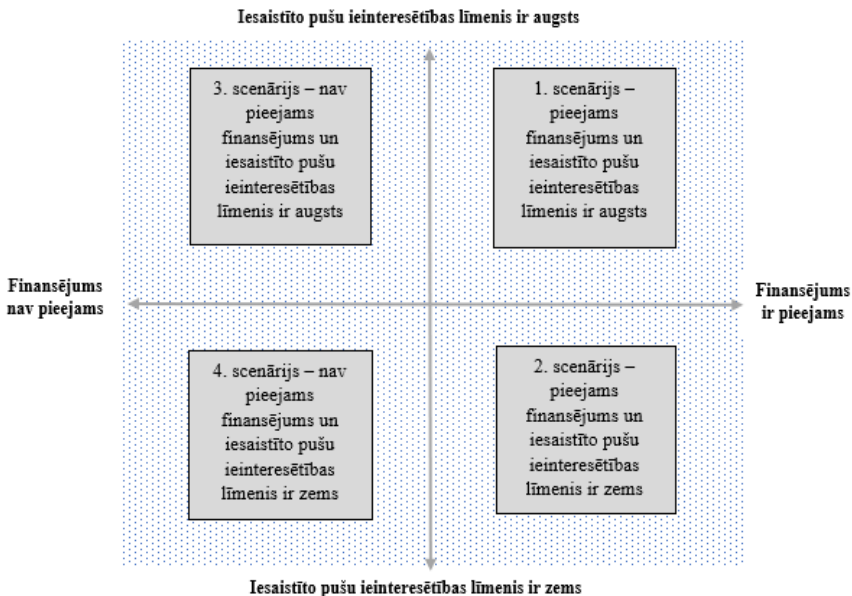 Iesaistīto pušu ieinteresētības līmenis ir augsts
3. scenārijs – nav
pieejams
finansējums un
iesaistīto pušu
ieinteresētības
līmenis ir augsts
1. scenārijs –
pieejams
finansējums un
iesaistīto pušu
ieinteresētības
līmenis ir augsts
Finansējums
nav pieejams
Finansējums
ir pieejams
4. scenārijs – nav
pieejams
finansējums un
iesaistīto pušu
ieinteresētības
līmenis ir zems
2. scenārijs –
pieejams
finansējums un
iesaistīto pušu
ieinteresētības
līmenis ir zems
Iesaistīto pušu ieinteresētības līmenis ir zems